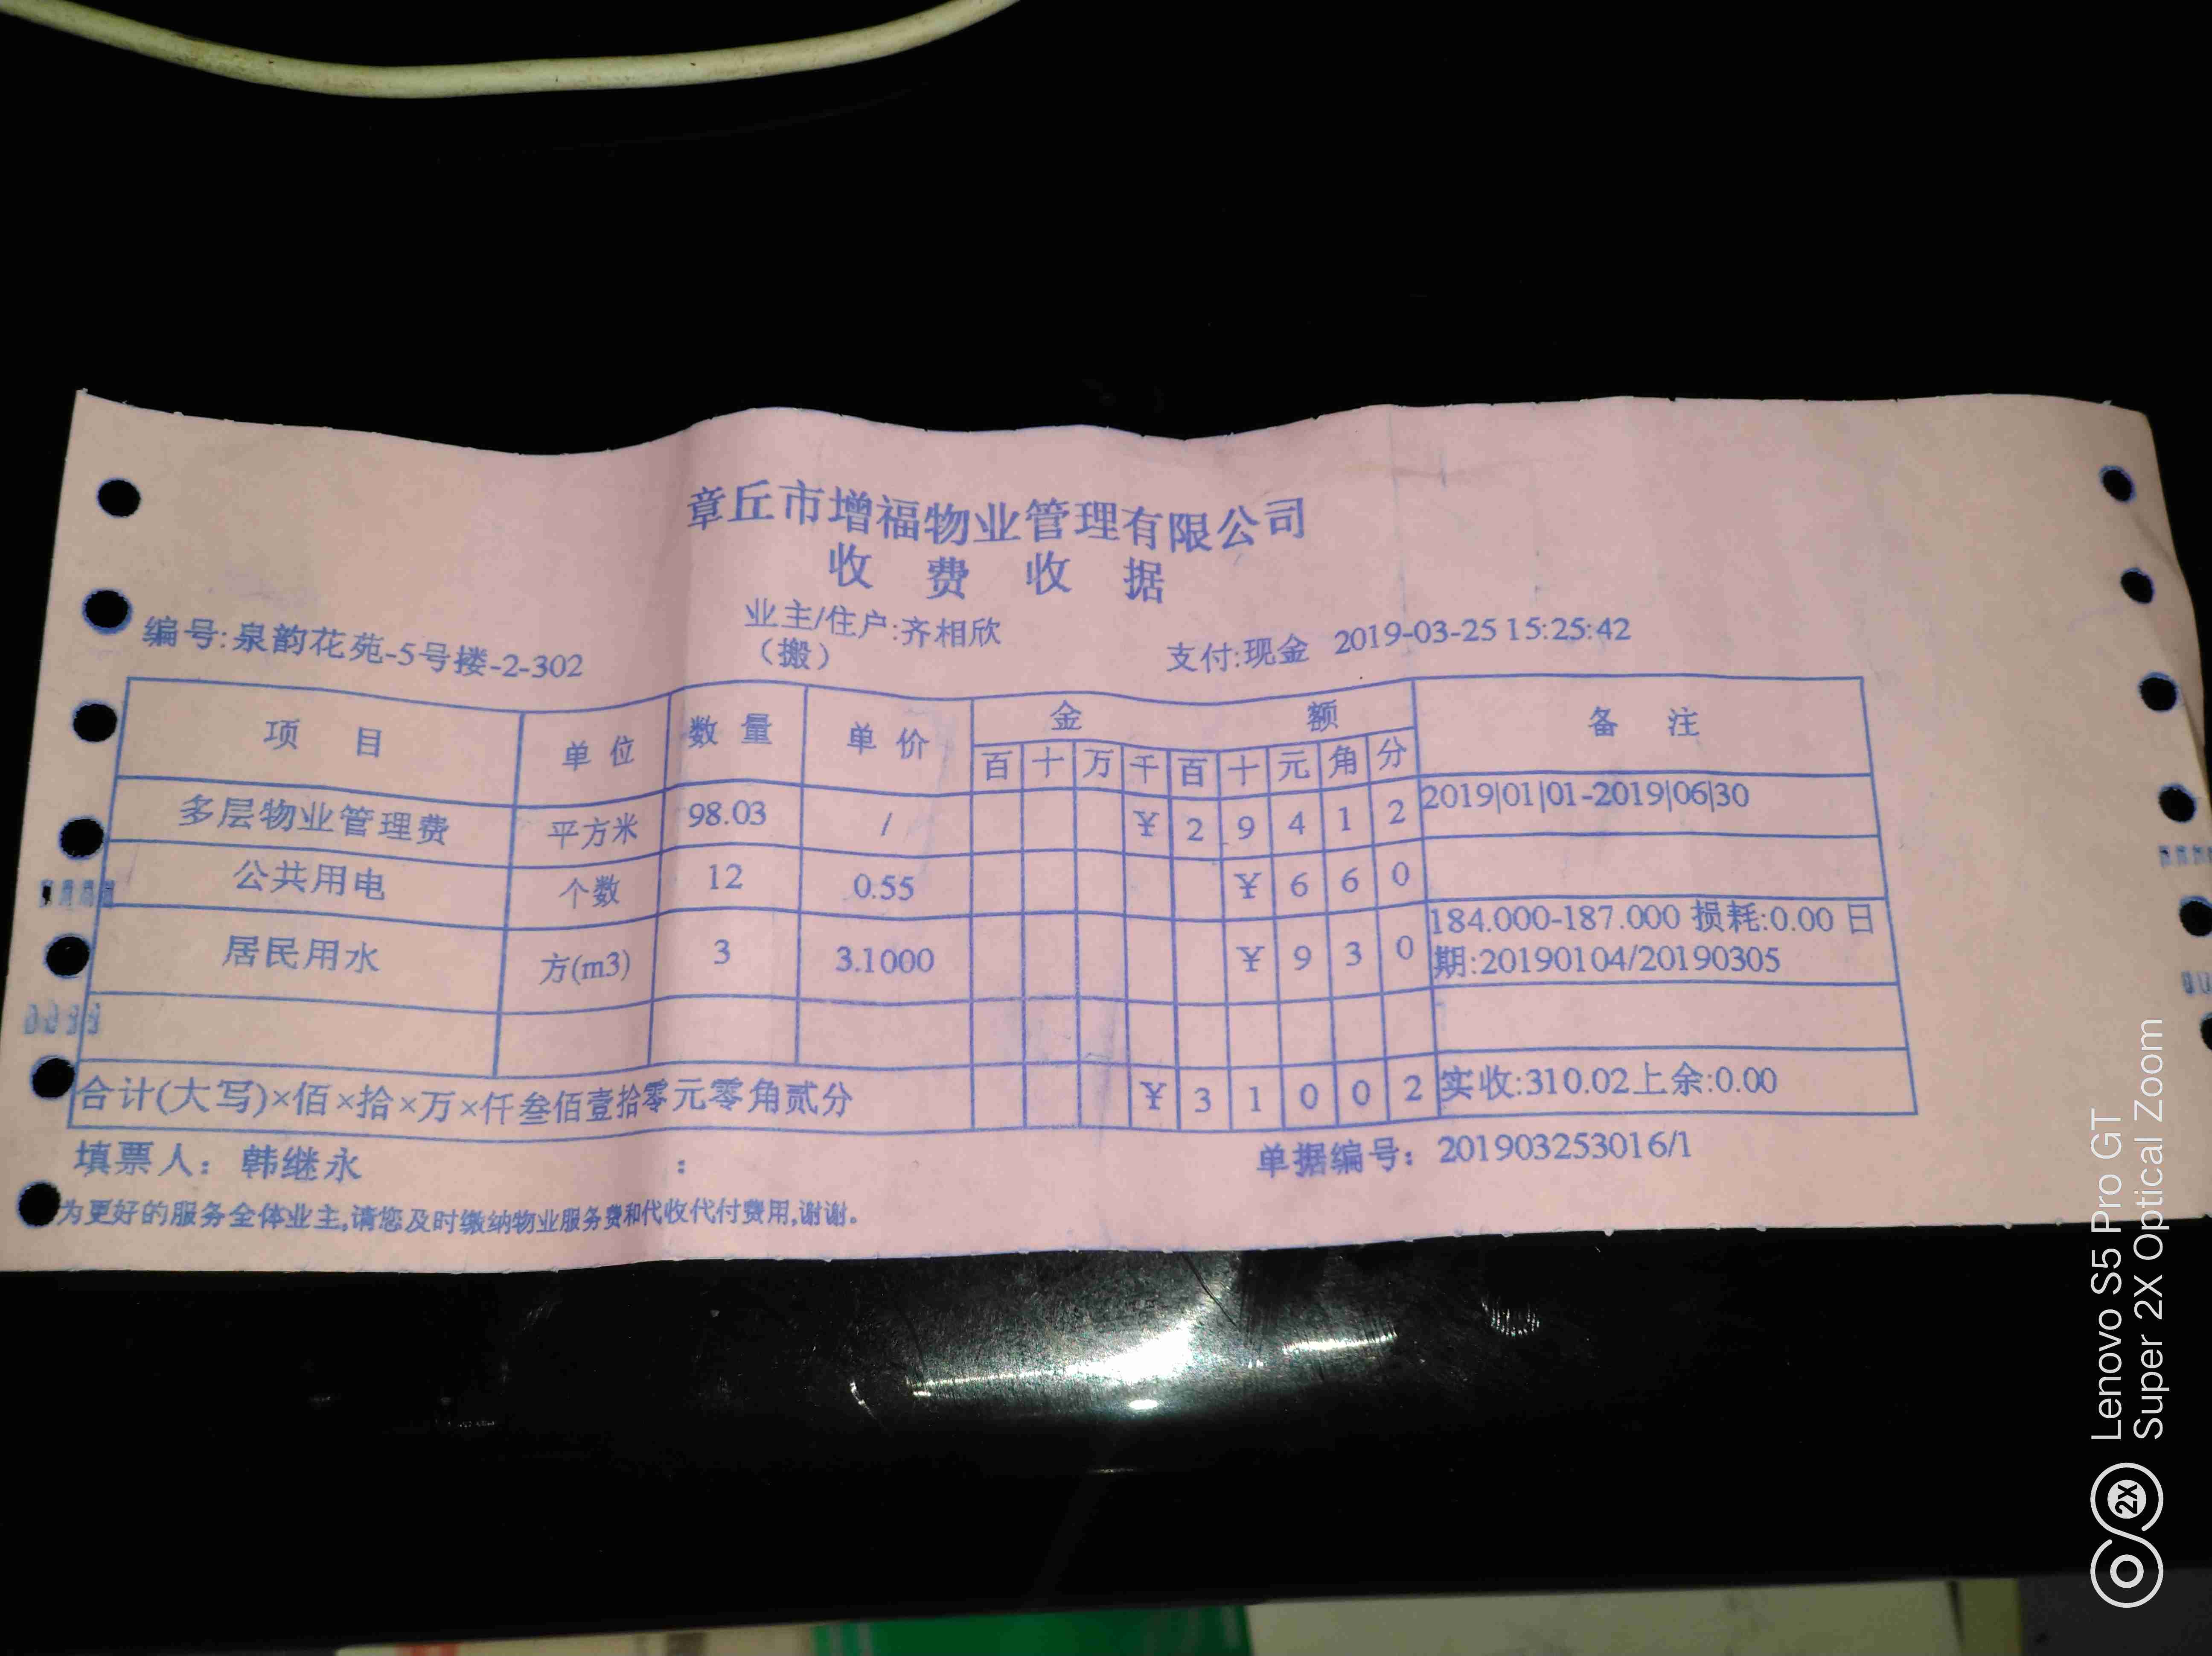 章丘市增福物业管理有限公司
收 费 收 据
编号:泉韵花苑-5号搂-2-302 业主/住户:齐相欣 支付:现金 2019-03-25 15:25:42
（搬）
项 目 单 位 数 量 单 价 金 额 备 注
百 十 万 千 百 十 元 角 分
多层物业管理费 平方米 98.03 / ¥ 2 9 4 1 2 2019|01|01-2019|06|30
公共用电 个数 12 0.55 ¥ 6 6 0
居民用水 方(m3) 3 3.1000 ¥ 9 3 0 184.000-187.000 损耗:0.00 日
期:20190104/20190305
合计(大写)×佰×拾×万×仟叁佰壹拾零元零角贰分 ¥ 3 1 0 0 2 实收:310.02上余:0.00
填票人：韩继永 ： 单据编号：201903253016/1
为更好的服务全体业主,请您及时缴纳物业服务费和代收代付费用,谢谢。
2X
Lenovo S5 Pro GT
Super 2X Optical Zoom